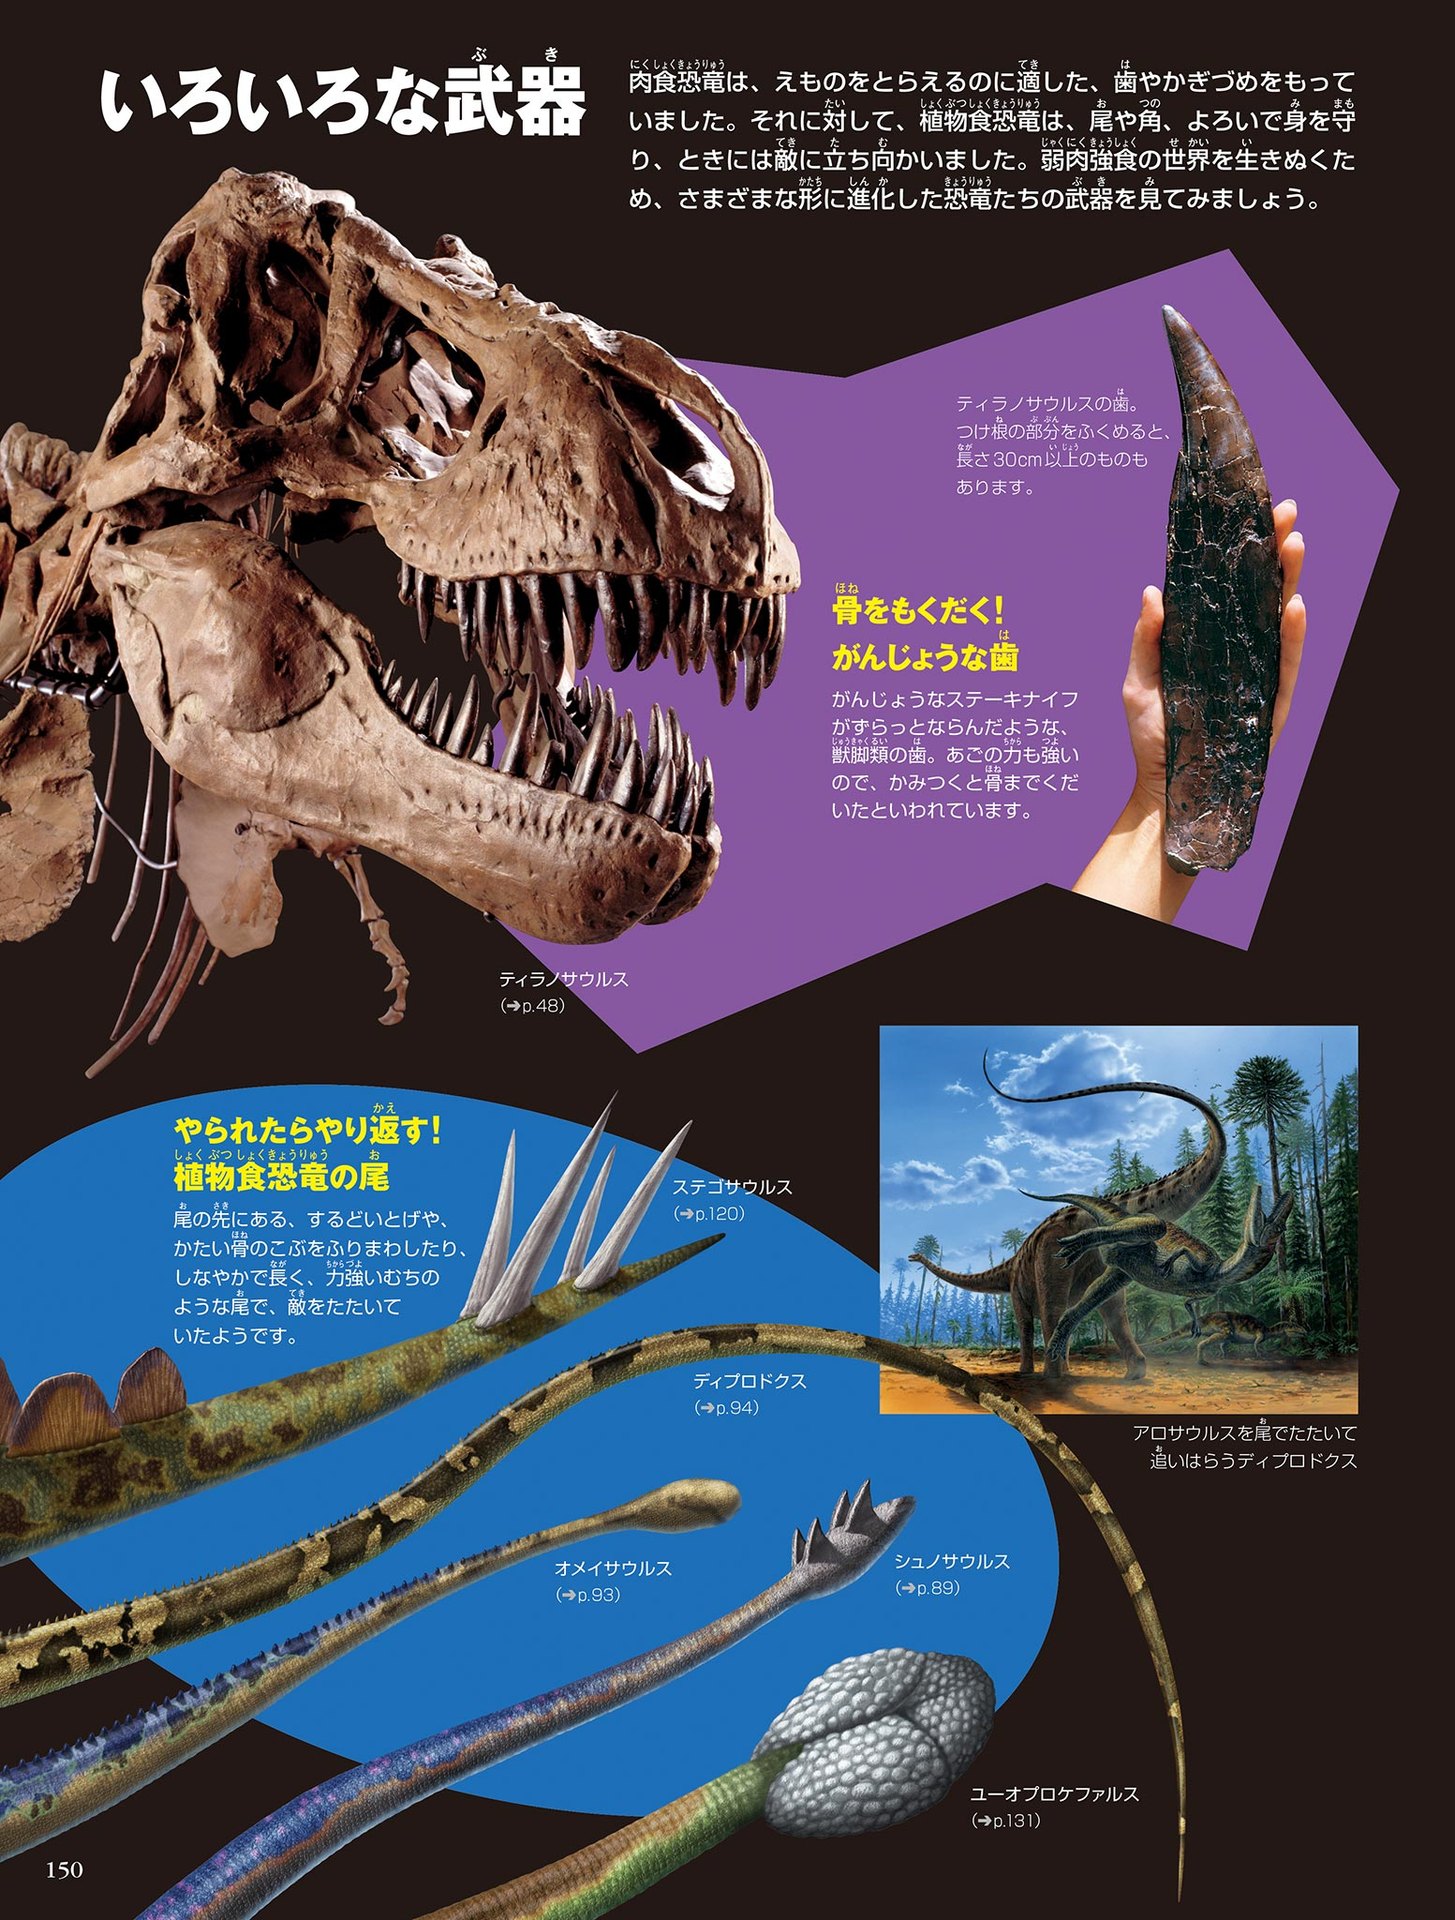 いろいろな武器
肉食恐竜は、えものをとらえるのに適した、歯やかぎづめをもって
いました。それに対して、植物食恐竜は、尾や角、よろいで身を守
り、ときには敵に立ち向かいました。弱肉強食の世界を生きぬくた
め、さまざまな形に進化した恐竜たちの武器を見てみましょう。
ティラノサウルスの歯。
つけ根の部分をふくめると、
長さ30cm以上のものも
あります。
骨をもくだく!
がんじょうな歯
がんじょうなステーキナイフ
がずらっとならんだような、
獣脚類の歯。あごの力も強い
ので、かみつくと骨までくだ
いたといわれています。
ティラノサウルス
(➔p.48)
やられたらやり返す!
植物食恐竜の尾
尾の先にある、するどいとげや、
かたい骨のこぶをふりまわしたり、
しなやかで長く、力強いむちの
ような尾で、敵をたたいて
いたようです。
ステゴサウルス
(➔p.120)
ディプロドクス
(➔p.94)
アロサウルスを尾でたたいて
追いはらうディプロドクス
オメイサウルス
(➔p.93)
シュノサウルス
(➔p.89)
ユーオプロケファルス
(➔p.131)
150